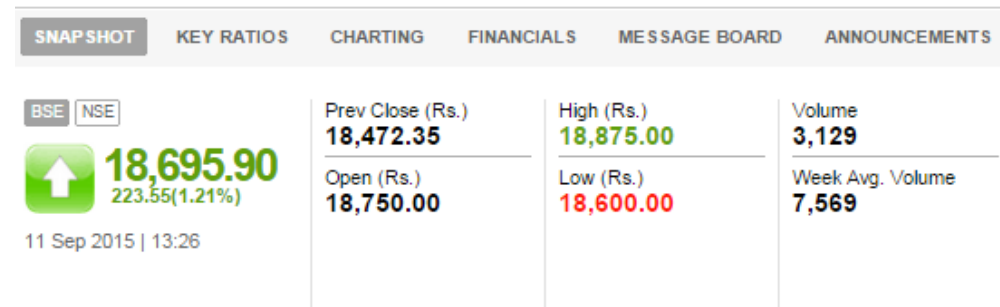 SNAPSHOT KEY RATIOS CHARTING FINANCIALS MESSAGE BOARD ANNOUNCEMENTS
BSE NSE
18,695.90
223.55(1.21%)
11 Sep 2015 | 13:26
Prev Close (Rs.)
18,472.35
Open (Rs.)
18,750.00
High (Rs.)
18,875.00
Low (Rs.)
18,600.00
Volume
3,129
Week Avg. Volume
7,569